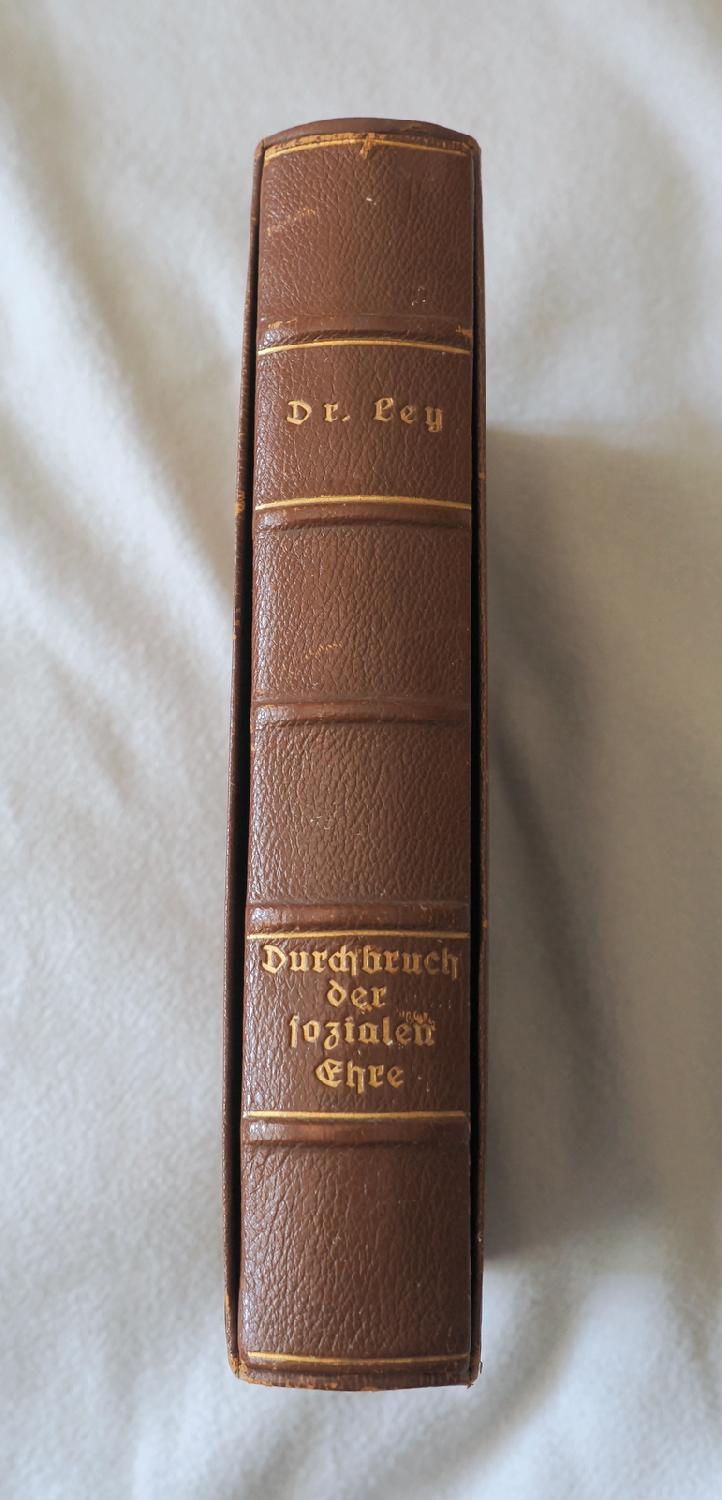 Dr. Ley
Durchbruch
der
sozialen
Ehre